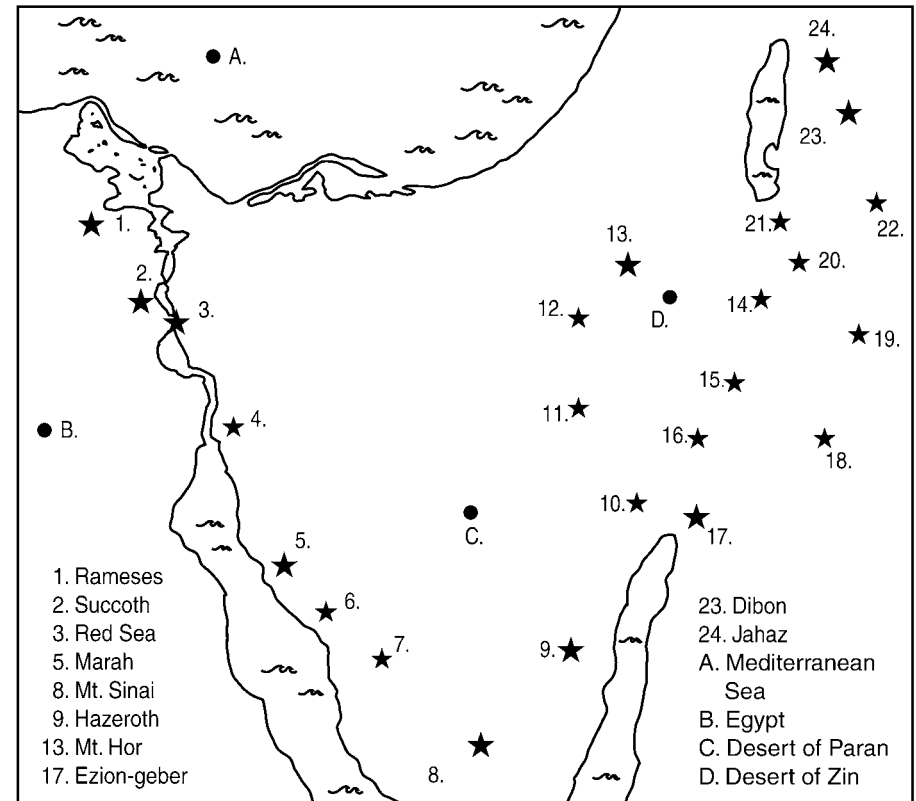 24.
A.
23.
1.
21.
22.
13.
20.
2.
3.
12.
D.
14.
19.
15.
11.
4.
B.
16.
18.
10.
C.
17.
5.
6.
7.
9.
8.
1. Rameses
2. Succoth
3. Red Sea
5. Marah
8. Mt. Sinai
9. Hazeroth
13. Mt. Hor
17. Ezion-geber
23. Dibon
24. Jahaz
A. Mediterranean
Sea
B. Egypt
C. Desert of Paran
D. Desert of Zin